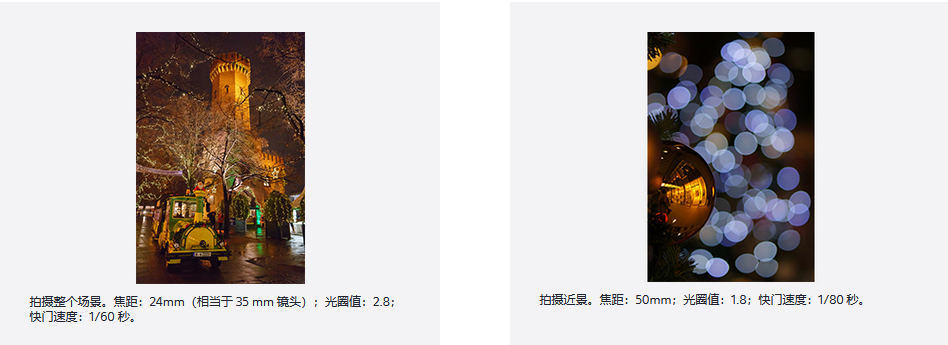 拍摄整个场景。焦距：24mm（相当于 35 mm 镜头）；光圈值：2.8；
快门速度：1/60 秒。
拍摄近景。焦距：50mm；光圈值：1.8；快门速度：1/80 秒。